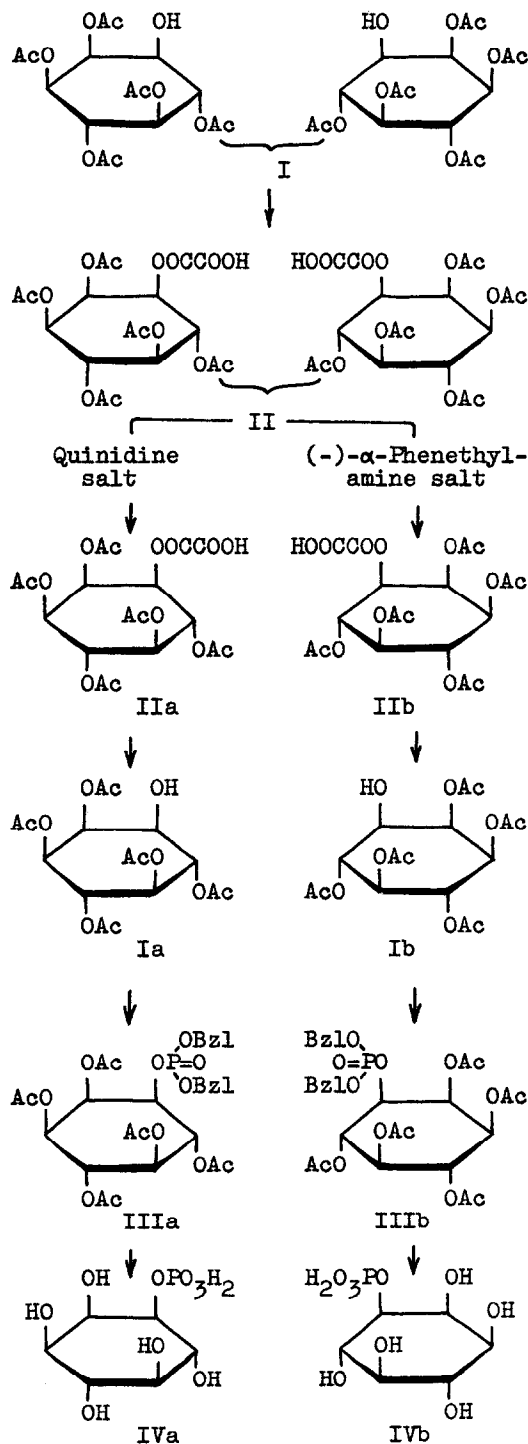 OAc OH HO OAc
AcO AcO OAc OAc
OAc AcO
OAc OAc
I
OAc OOCCOOH HOOCCOO OAc
AcO AcO OAc OAc
OAc AcO
OAc OAc
II
Quinidine salt (-)-α-Phenethyl-
amine salt
OAc OOCCOOH HOOCCOO OAc
AcO AcO OAc OAc
OAc AcO
OAc OAc
IIa IIb
OAc OH HO OAc
AcO AcO OAc OAc
OAc AcO
OAc OAc
Ia Ib
OBzl BzlO
OAc OP=O O=PO OAc
OBzl BzlO
AcO AcO OAc OAc
OAc AcO
OAc OAc
IIIa IIIb
OH OPO3H2 H2O3PO OH
HO HO OH OH
OH HO
OH OH
IVa IVb